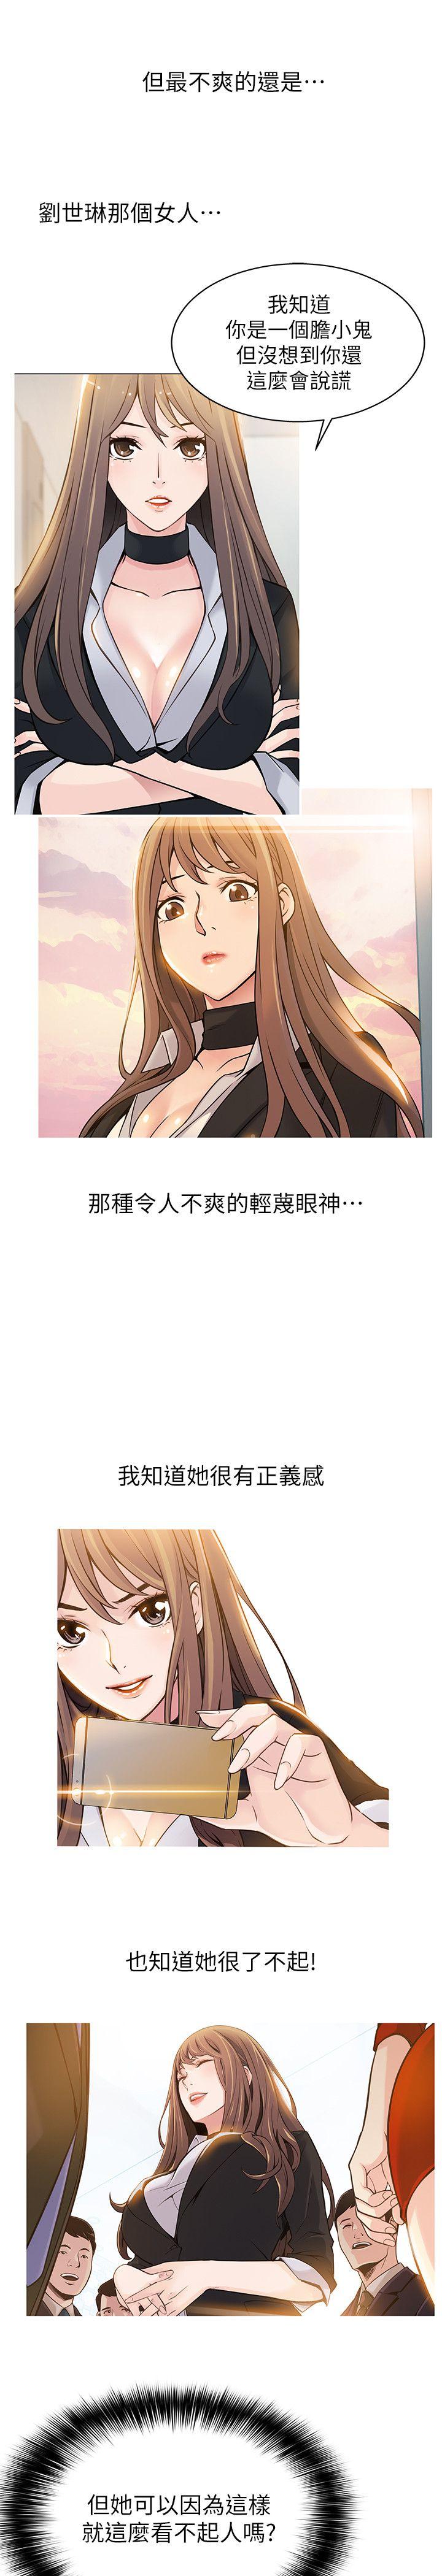 但最不爽的還是…
劉世琳那個女人…
我知道
你是一個膽小鬼
但沒想到你還
這麼會說謊
那種令人不爽的輕蔑眼神…
我知道她很有正義感
也知道她很了不起!
但她可以因為這樣
就這麼看不起人嗎?